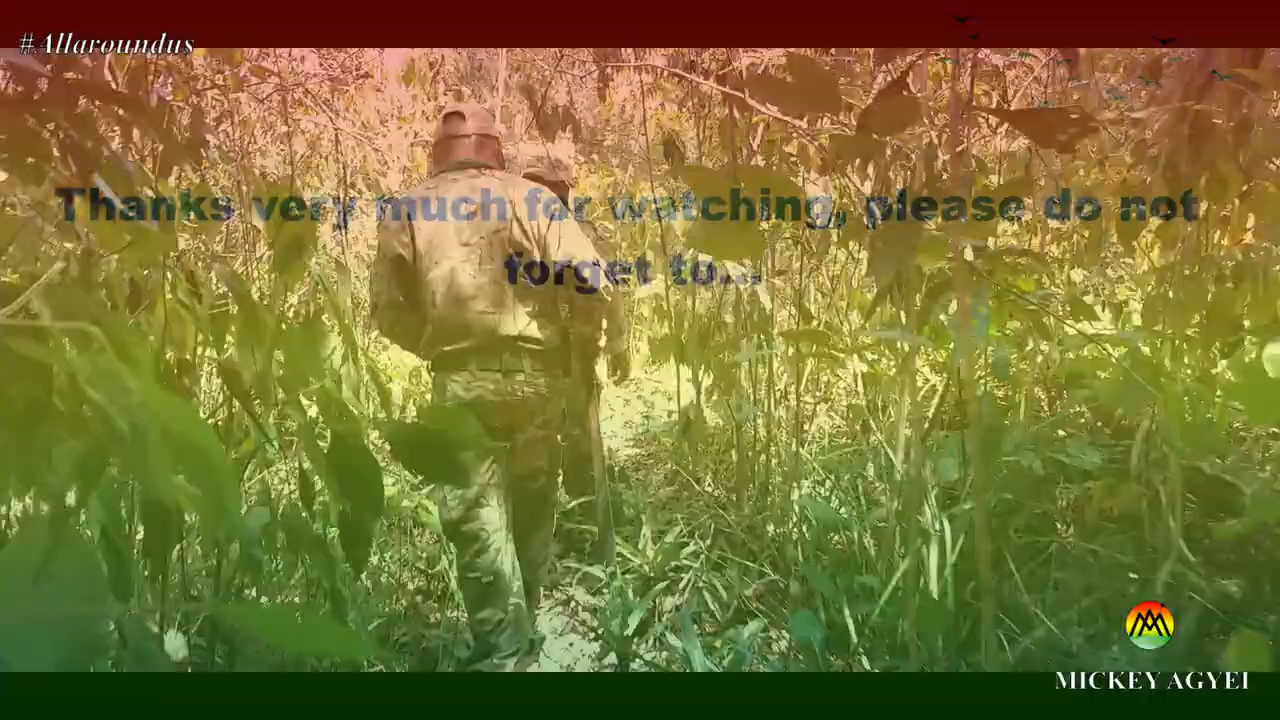 #Allaroundus
Thanks very much for watching, please do not
forget to...
MICKEY AGYEI